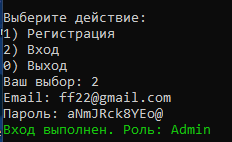 Выберите действие:
1) Регистрация
2) Вход
0) Выход
Ваш выбор: 2
Email: ff22@gmail.com
Пароль: aNmJRck8YEo@
Вход выполнен. Роль: Admin